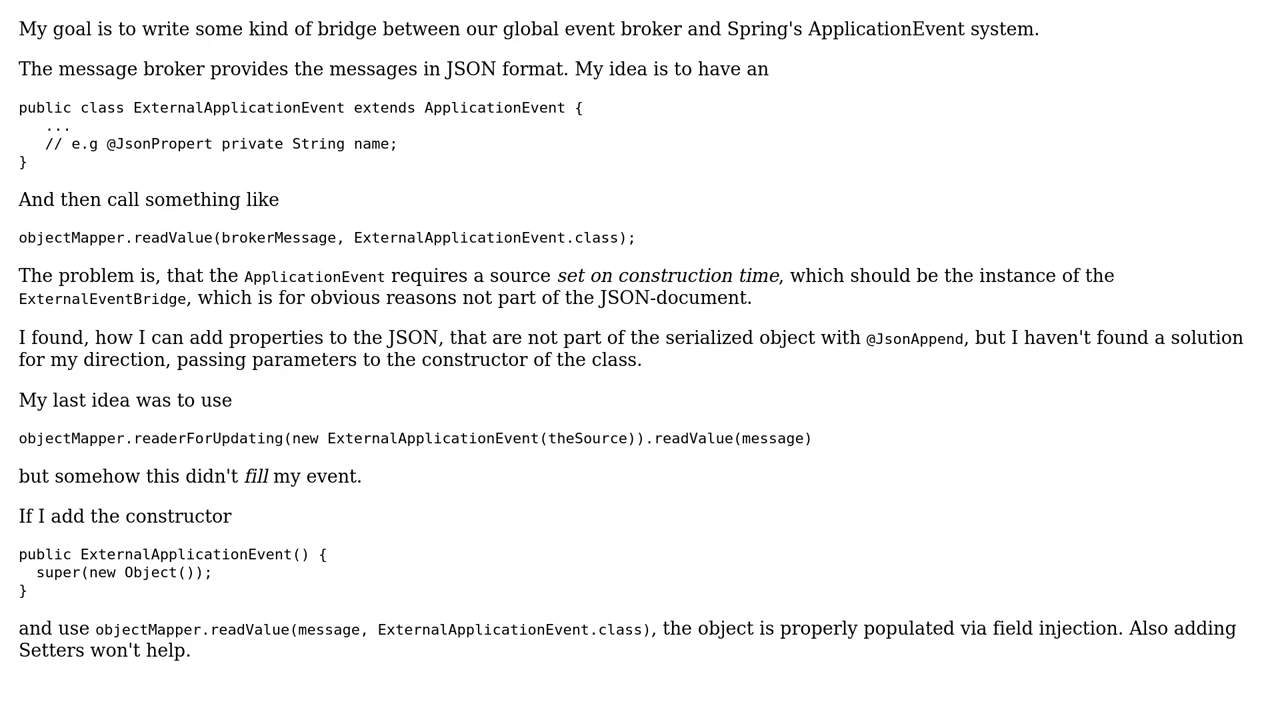 My goal is to write some kind of bridge between our global event broker and Spring's ApplicationEvent system.
The message broker provides the messages in JSON format. My idea is to have an
public class ExternalApplicationEvent extends ApplicationEvent {
   ...
   // e.g @JsonPropert private String name;
}
And then call something like
objectMapper.readValue(brokerMessage, ExternalApplicationEvent.class);
The problem is, that the ApplicationEvent requires a source set on construction time, which should be the instance of the
ExternalEventBridge, which is for obvious reasons not part of the JSON-document.
I found, how I can add properties to the JSON, that are not part of the serialized object with @JsonAppend, but I haven't found a solution
for my direction, passing parameters to the constructor of the class.
My last idea was to use
objectMapper.readerForUpdating(new ExternalApplicationEvent(theSource)).readValue(message)
but somehow this didn't fill my event.
If I add the constructor
public ExternalApplicationEvent() {
  super(new Object());
}
and use objectMapper.readValue(message, ExternalApplicationEvent.class), the object is properly populated via field injection. Also adding
Setters won't help.